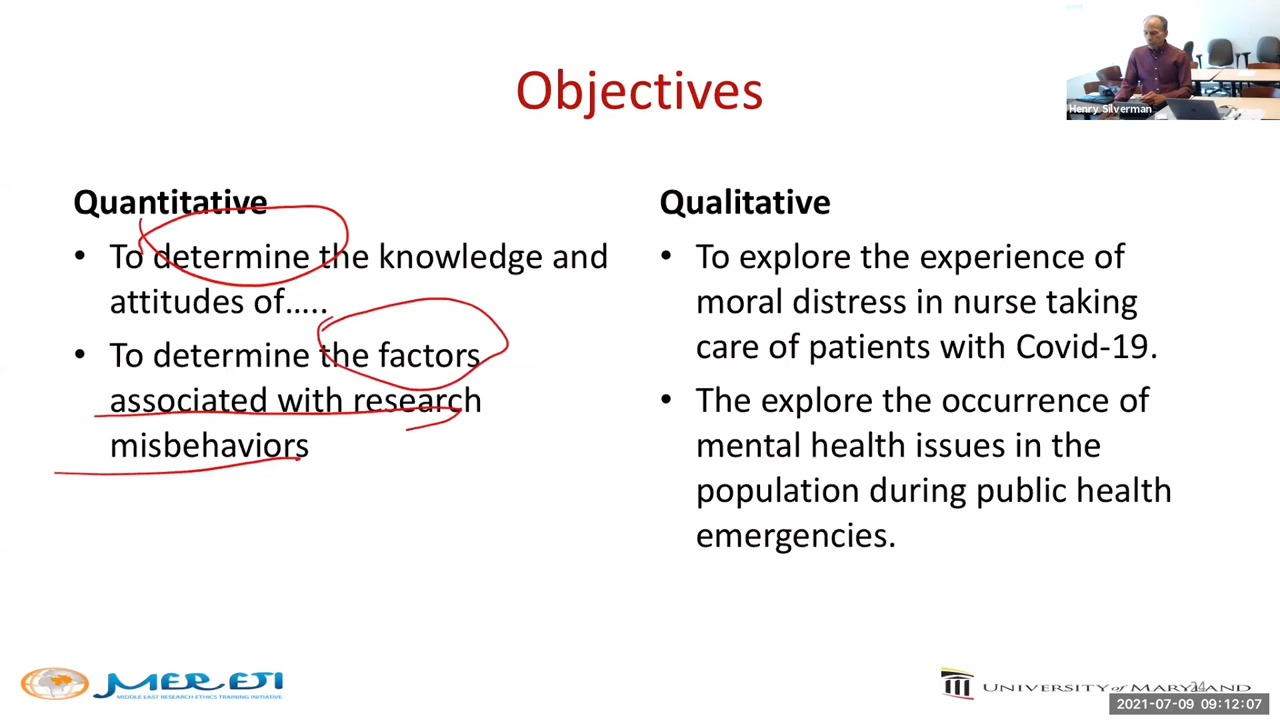 Objectives
Henry Silverman
Quantitative
• To determine the knowledge and
attitudes of.....
• To determine the factors
associated with research
misbehaviors
Qualitative
• To explore the experience of
moral distress in nurse taking
care of patients with Covid-19.
• The explore the occurrence of
mental health issues in the
population during public health
emergencies.
MERETI
MIDDLE EAST RESEARCH ETHICS TRAINING INITIATIVE
UNIVERSITY of MARYLAND
24
2021-07-09 09:12:07